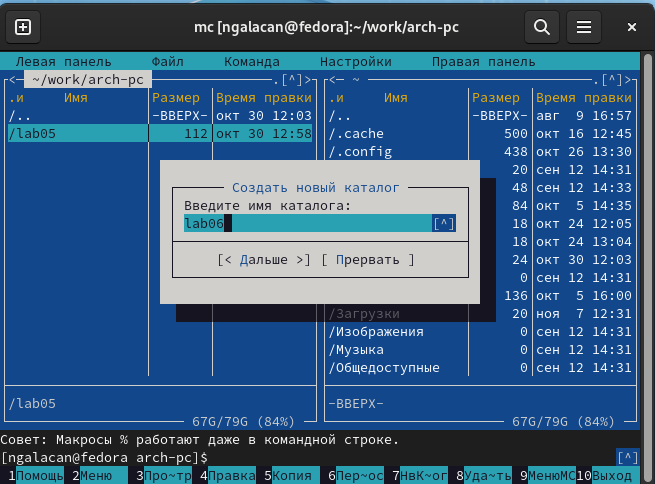 mc [ngalacan@fedora]:~/work/arch-pc
Левая панель Файл Команда Настройки Правая панель
<— ~/work/arch-pc .[^]> <— ~ .[^]>
.и Имя Размер Время правки .и Имя Размер Время правки
/.. -ВВЕРХ- окт 30 12:03 /.. -ВВЕРХ- авг 9 16:57
/lab05 112 окт 30 12:58 /.cache 500 окт 16 12:45
/.config 438 окт 26 13:30
20 сен 12 14:31
Создать новый каталог 48 сен 12 14:33
Введите имя каталога: 84 окт 5 14:35
lab06 [^] 18 окт 24 12:05
18 окт 24 13:04
[< Дальше >] [ Прервать ] 24 окт 30 12:03
0 сен 12 14:31
136 окт 5 16:00
/Загрузки 20 ноя 7 12:31
/Изображения 0 сен 12 14:31
/Музыка 0 сен 12 14:31
/Общедоступные 0 сен 12 14:31
/lab05 -ВВЕРХ-
67G/79G (84%) 67G/79G (84%)
Совет: Макросы % работают даже в командной строке.
[ngalacan@fedora arch-pc]$ [^]
1Помощь 2Меню 3Про~тр 4Правка 5Копия 6Пер~ос 7НвК~ог 8Уда~ть 9МенюMC 10Выход